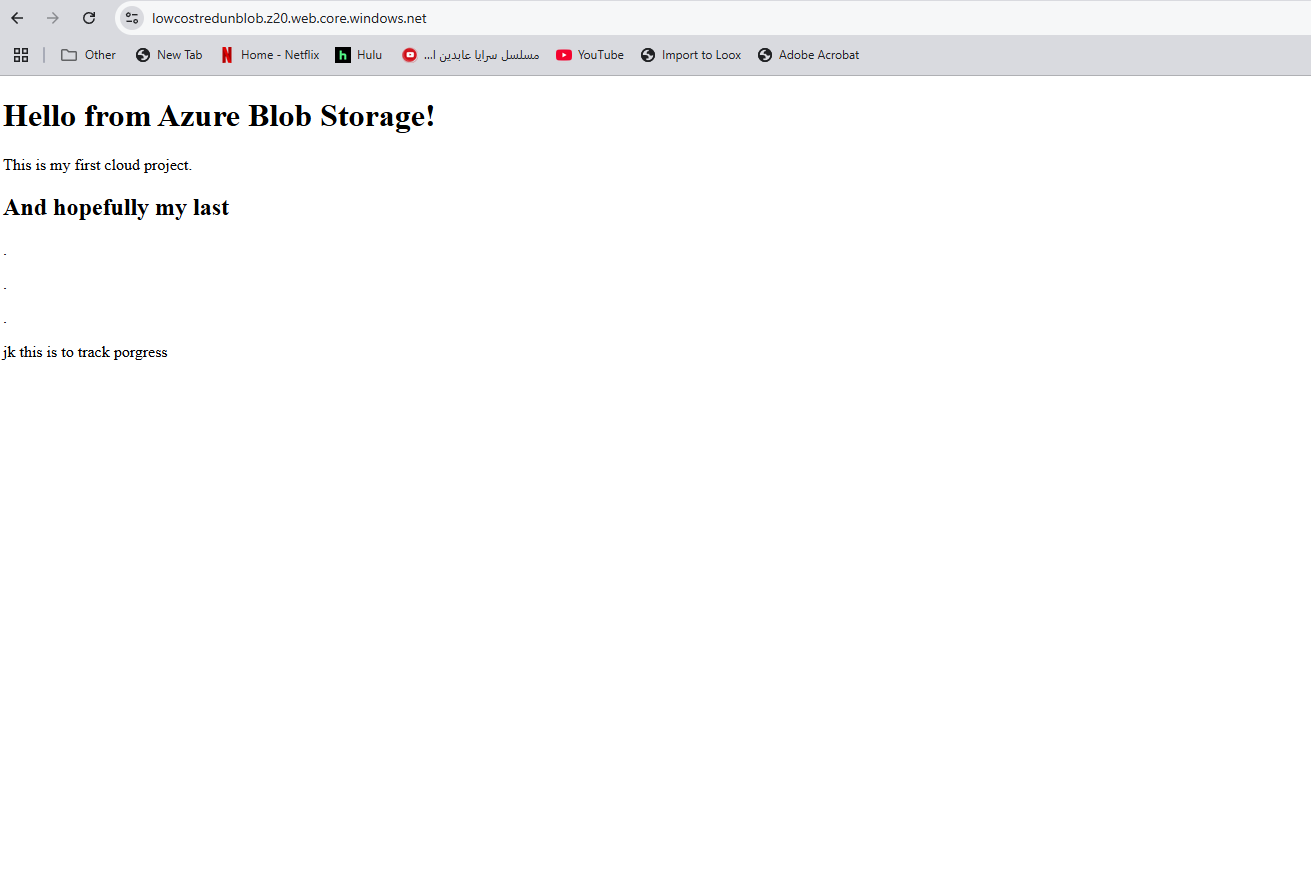 lowcostredunblob.z20.web.core.windows.net
Other New Tab Home - Netflix Hulu مسلسل سرايا عابدين ا... YouTube Import to Loox Adobe Acrobat
Hello from Azure Blob Storage!
This is my first cloud project.
And hopefully my last
.
.
.
jk this is to track porgress